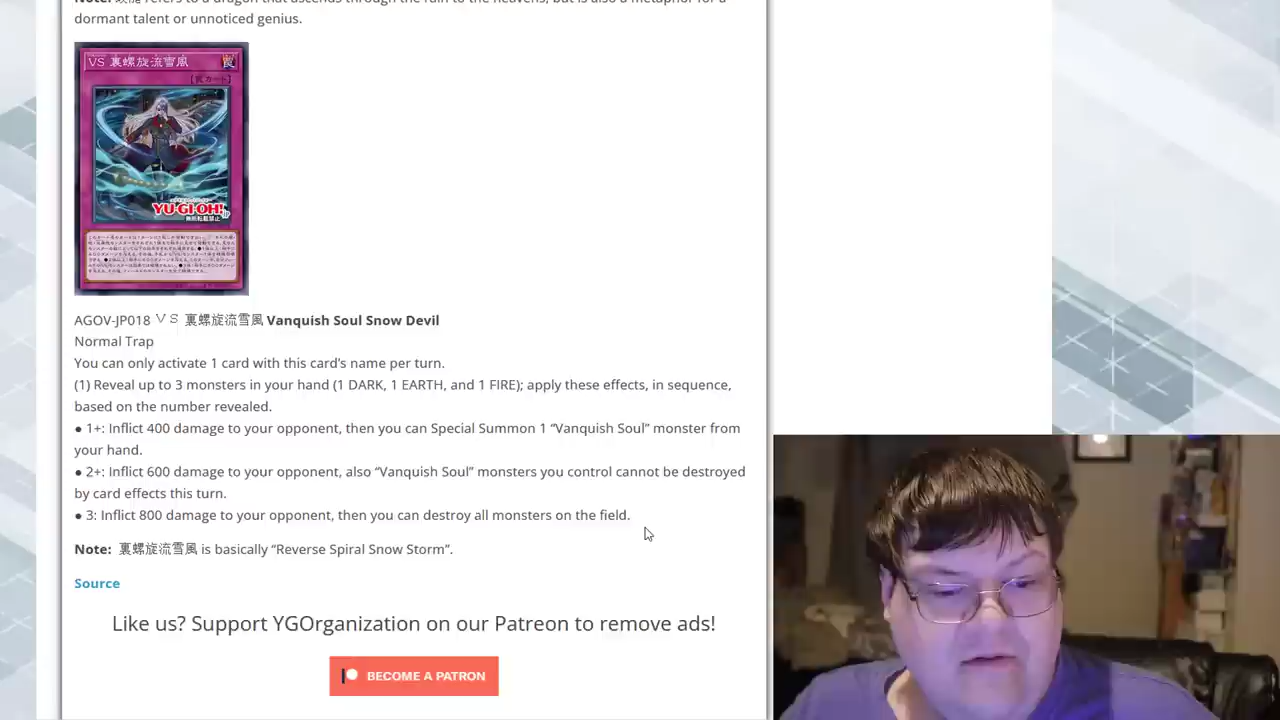 dormant talent or unnoticed genius.
VS 裏螺旋流雪風
YU-GI-OH!
AGOV-JP018 ＶＳ 裏螺旋流雪風 Vanquish Soul Snow Devil
Normal Trap
You can only activate 1 card with this card’s name per turn.
(1) Reveal up to 3 monsters in your hand (1 DARK, 1 EARTH, and 1 FIRE); apply these effects, in sequence,
based on the number revealed.
● 1+: Inflict 400 damage to your opponent, then you can Special Summon 1 “Vanquish Soul” monster from
your hand.
● 2+: Inflict 600 damage to your opponent, also “Vanquish Soul” monsters you control cannot be destroyed
by card effects this turn.
● 3: Inflict 800 damage to your opponent, then you can destroy all monsters on the field.
Note: 裏螺旋流雪風 is basically “Reverse Spiral Snow Storm”.
Source
Like us? Support YGOrganization on our Patreon to remove ads!
BECOME A PATRON